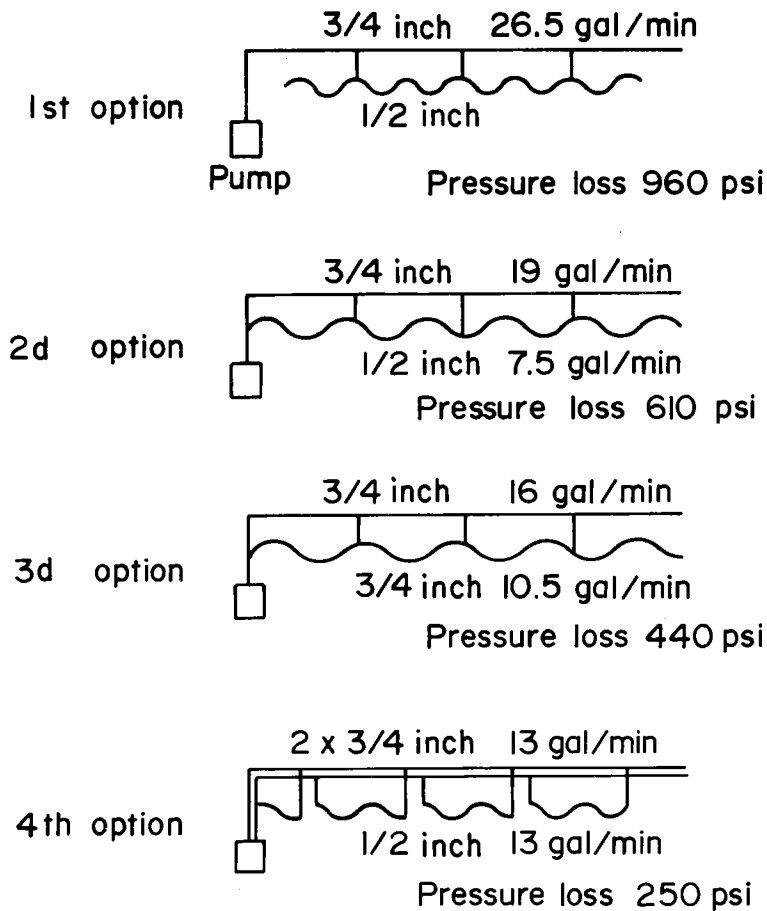 3/4 inch 26.5 gal/min
1st option
1/2 inch
Pump
Pressure loss 960 psi
3/4 inch 19 gal/min
2d option
1/2 inch 7.5 gal/min
Pressure loss 610 psi
3/4 inch 16 gal/min
3d option
3/4 inch 10.5 gal/min
Pressure loss 440 psi
2 x 3/4 inch 13 gal/min
4th option
1/2 inch 13 gal/min
Pressure loss 250 psi